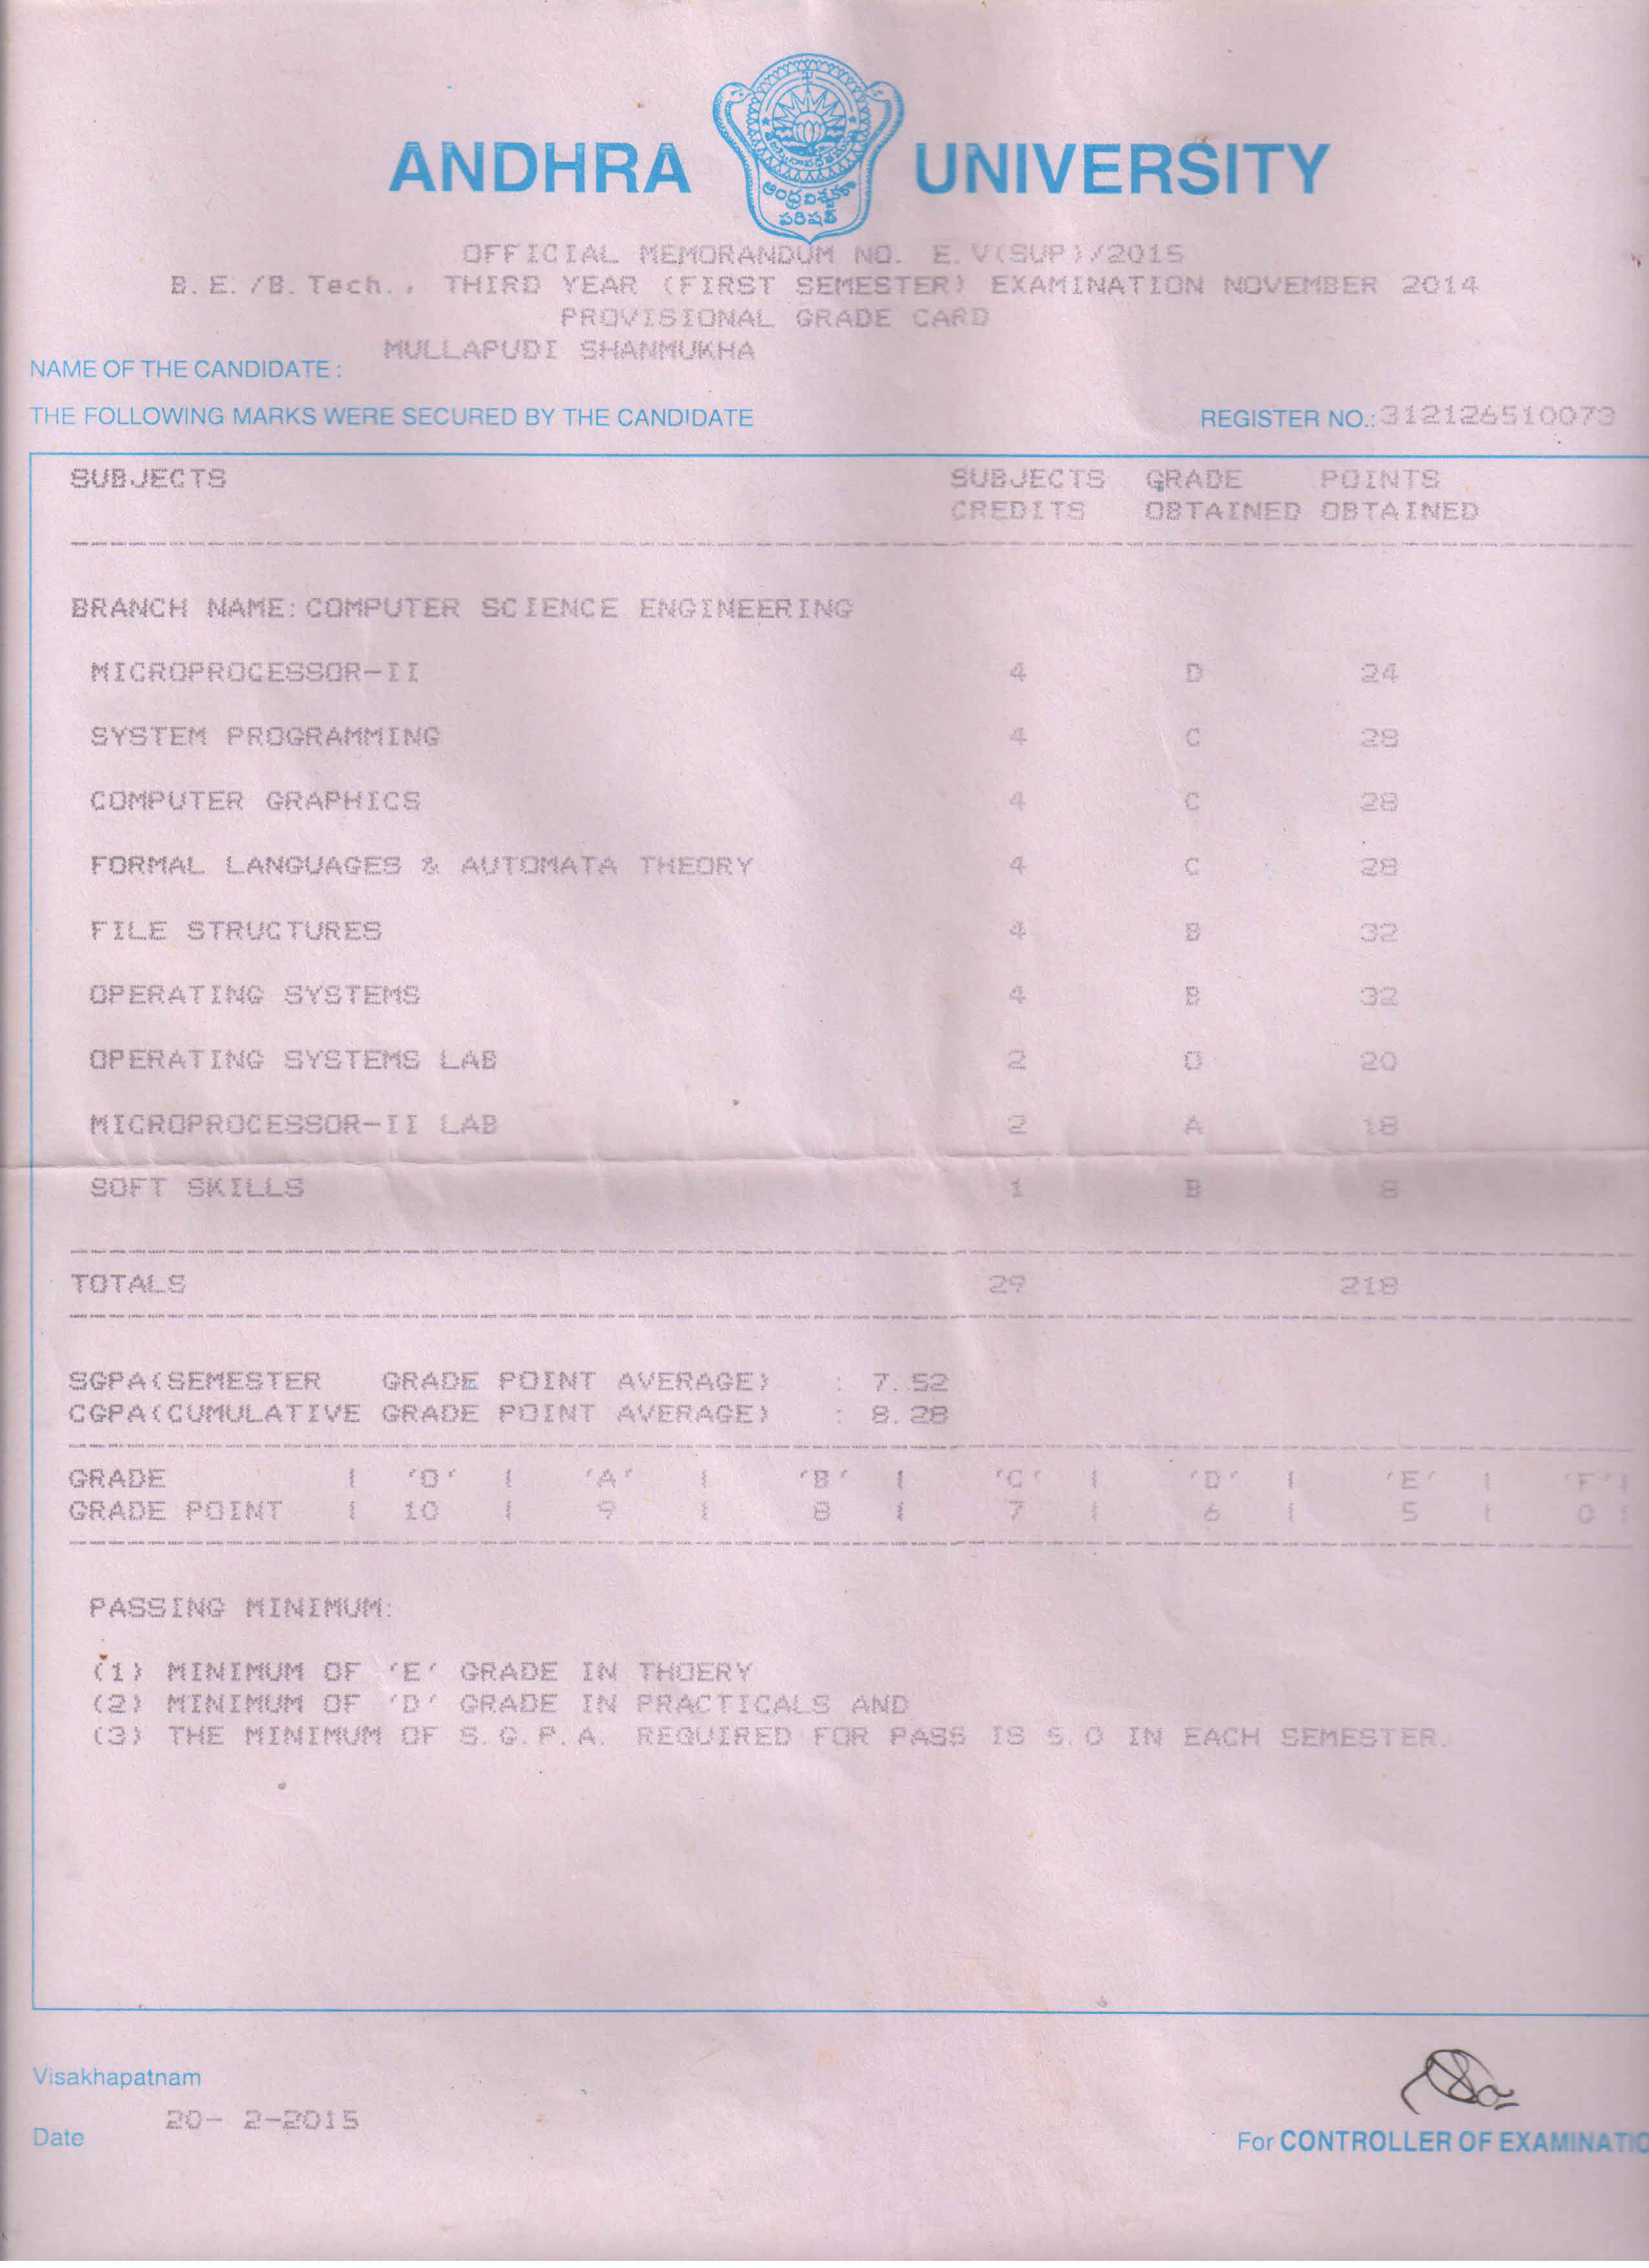 ANDHRA UNIVERSITY
ఆంధ్ర విశ్వకళా
పరిషత్
OFFICIAL MEMORANDUM NO. E.V(SUP)/2015
B.E./B.Tech., THIRD YEAR (FIRST SEMESTER) EXAMINATION NOVEMBER 2014
PROVISIONAL GRADE CARD
NAME OF THE CANDIDATE : MULLAPUDI SHANMUKHA
THE FOLLOWING MARKS WERE SECURED BY THE CANDIDATE REGISTER NO.: 312126510073
SUBJECTS SUBJECTS GRADE POINTS
CREDITS OBTAINED OBTAINED
BRANCH NAME: COMPUTER SCIENCE ENGINEERING
MICROPROCESSOR-II 4 D 24
SYSTEM PROGRAMMING 4 C 28
COMPUTER GRAPHICS 4 C 28
FORMAL LANGUAGES & AUTOMATA THEORY 4 C 28
FILE STRUCTURES 4 B 32
OPERATING SYSTEMS 4 B 32
OPERATING SYSTEMS LAB 2 O 20
MICROPROCESSOR-II LAB 2 A 18
SOFT SKILLS 1 B 8
TOTALS 29 218
SGPA(SEMESTER GRADE POINT AVERAGE) : 7.52
CGPA(CUMULATIVE GRADE POINT AVERAGE) : 8.28
GRADE | 'O' | 'A' | 'B' | 'C' | 'D' | 'E' | 'F' |
GRADE POINT | 10 | 9 | 8 | 7 | 6 | 5 | 0 |
PASSING MINIMUM:
(1) MINIMUM OF 'E' GRADE IN THOERY
(2) MINIMUM OF 'D' GRADE IN PRACTICALS AND
(3) THE MINIMUM OF S.G.P.A. REQUIRED FOR PASS IS 5.0 IN EACH SEMESTER.
Visakhapatnam
Date 20- 2-2015
For CONTROLLER OF EXAMINATIO